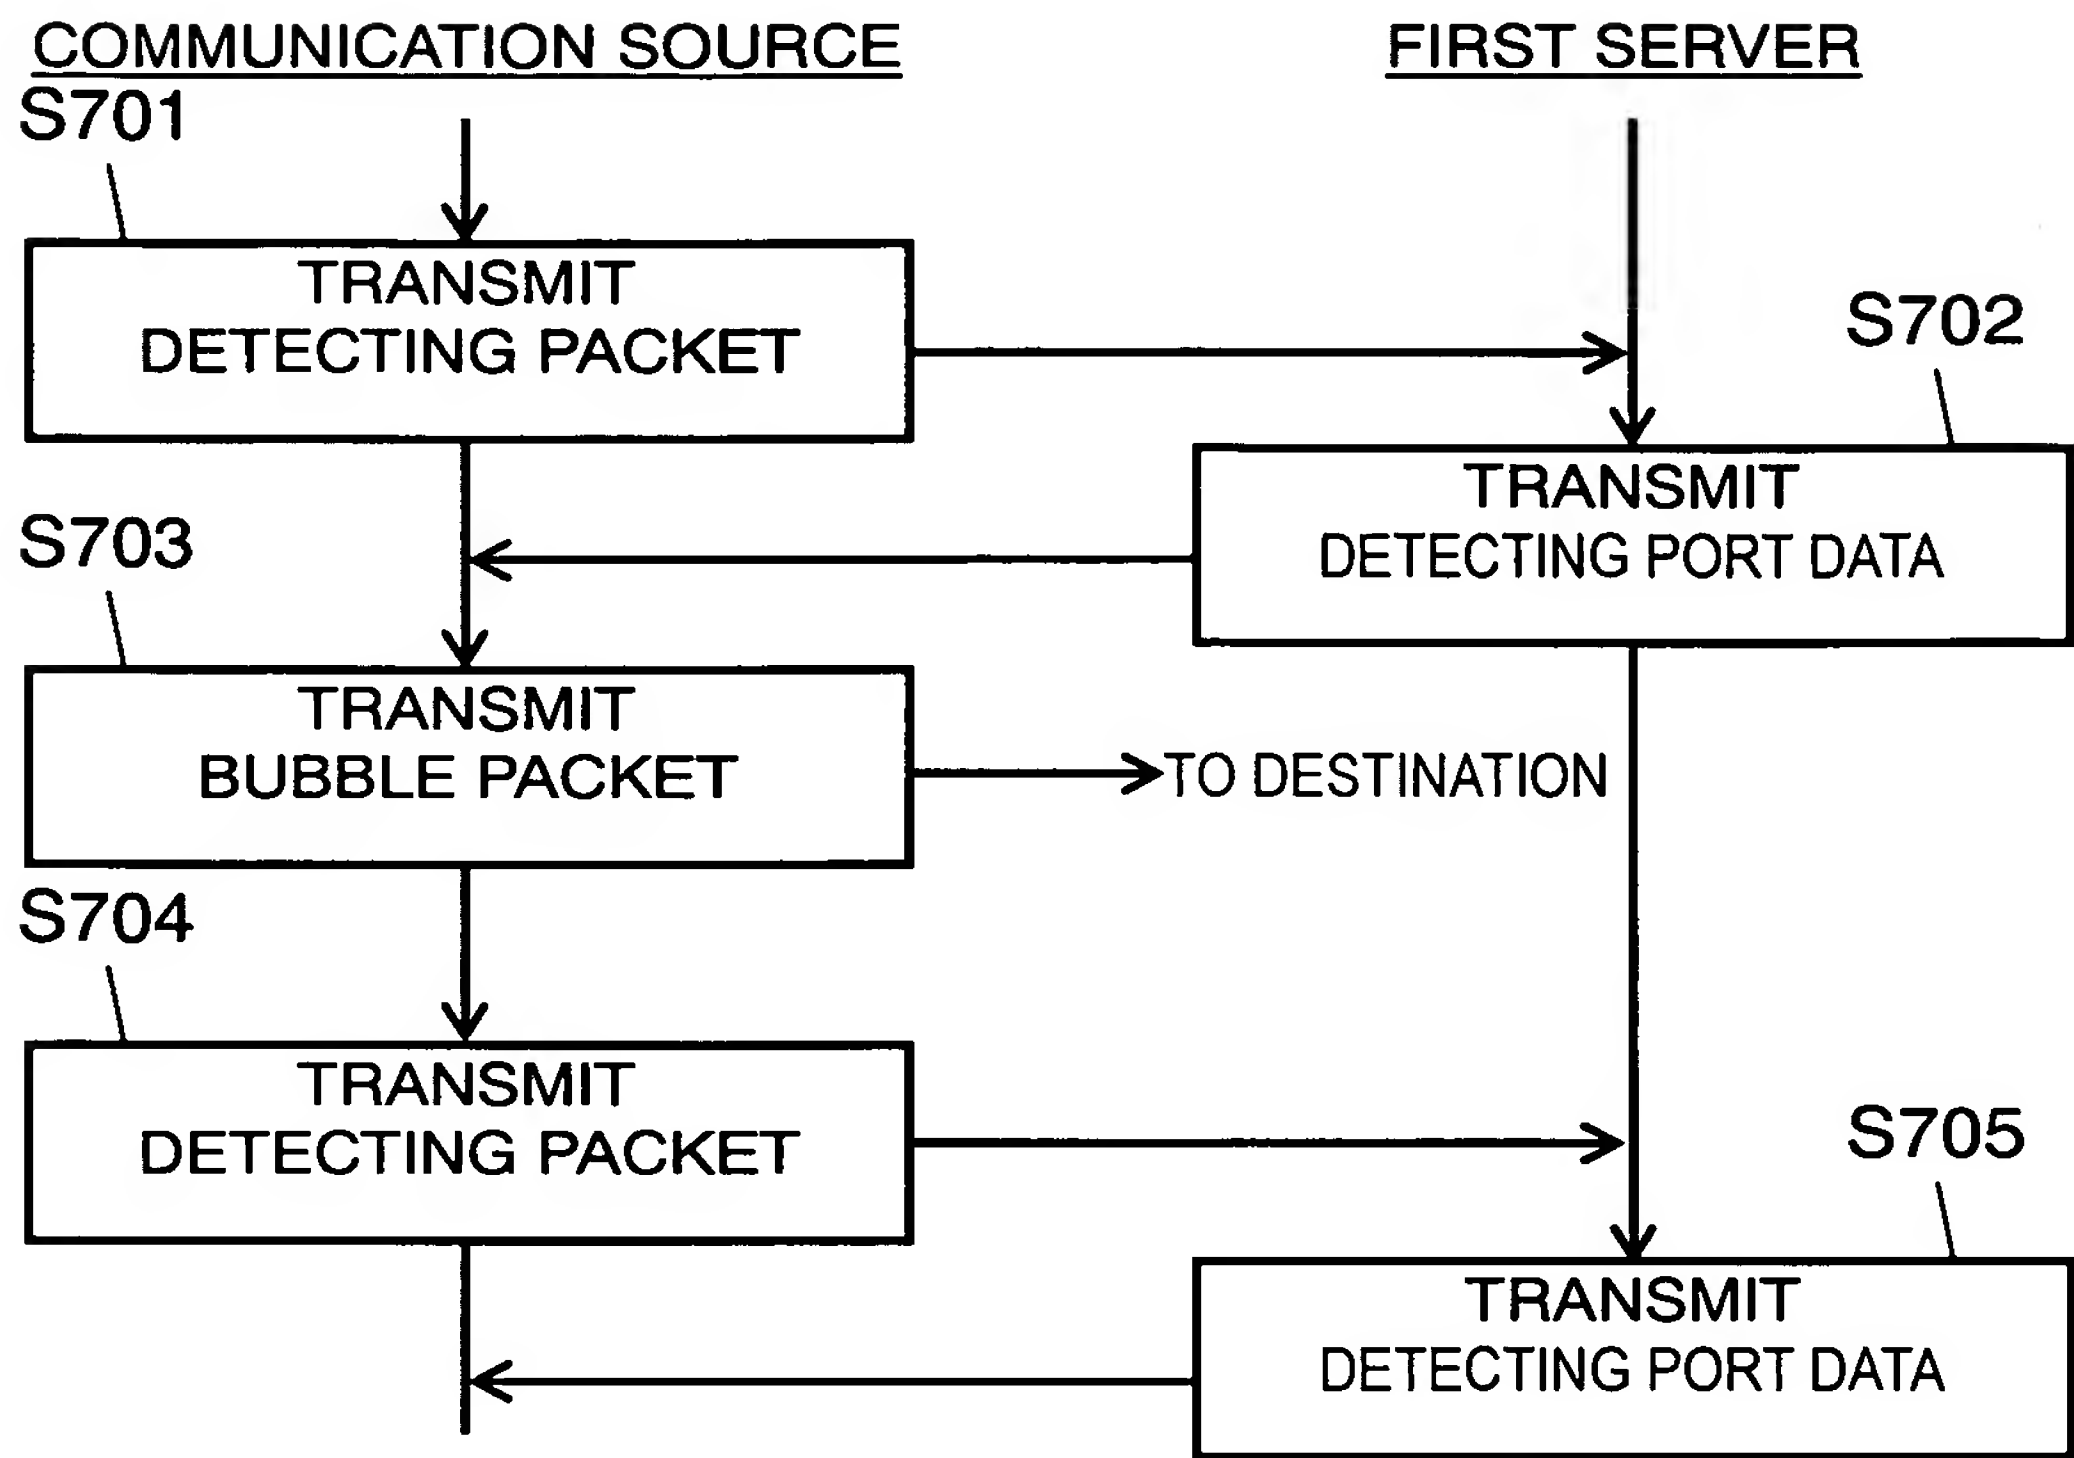 COMMUNICATION SOURCE
FIRST SERVER
S701
TRANSMIT
DETECTING PACKET
S702
TRANSMIT
DETECTING PORT DATA
S703
TRANSMIT
BUBBLE PACKET
TO DESTINATION
S704
TRANSMIT
DETECTING PACKET
S705
TRANSMIT
DETECTING PORT DATA